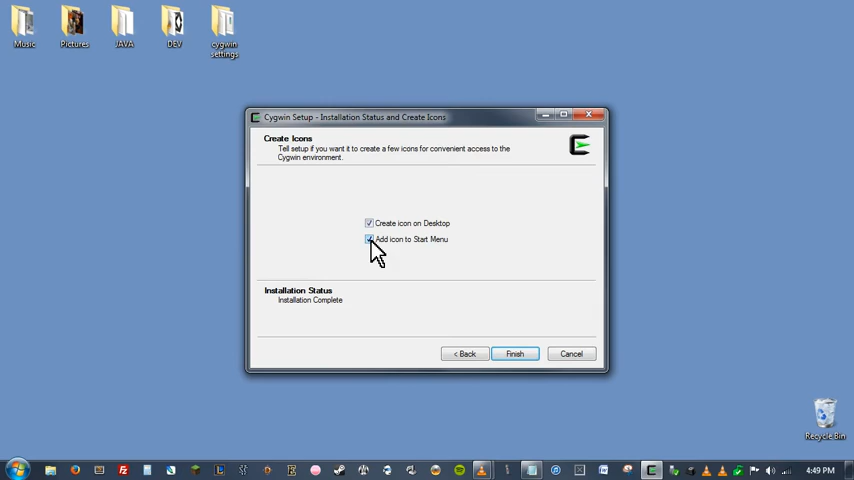 Music
Pictures
JAVA
DEV
cygwin
settings
Cygwin Setup - Installation Status and Create Icons
Create Icons
Tell setup if you want it to create a few icons for convenient access to the
Cygwin environment.
Create icon on Desktop
Add icon to Start Menu
Installation Status
Installation Complete
< Back
Finish
Cancel
Recycle Bin
4:49 PM